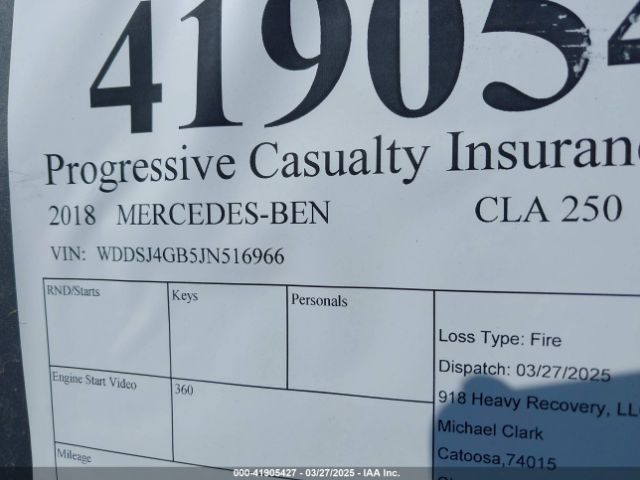 419054
Progressive Casualty Insuran
2018 MERCEDES-BEN CLA 250
VIN: WDDSJ4GB5JN516966
RND/Starts Keys Personals
Loss Type: Fire
Dispatch: 03/27/2025
Engine Start Video 360
918 Heavy Recovery, LL
Michael Clark
Mileage
Catoosa,74015
000-41905427 - 03/27/2025 - IAA Inc.